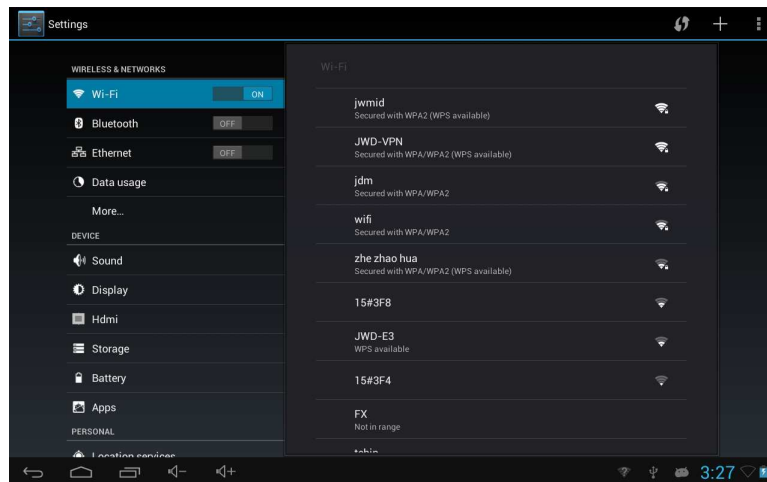 Settings
WIRELESS & NETWORKS
Wi-Fi ON
Bluetooth OFF
Ethernet OFF
Data usage
More...
DEVICE
Sound
Display
Hdmi
Storage
Battery
Apps
PERSONAL
Location services
Wi-Fi
jwmid
Secured with WPA2 (WPS available)
JWD-VPN
Secured with WPA/WPA2 (WPS available)
jdm
Secured with WPA/WPA2
wifi
Secured with WPA/WPA2
zhe zhao hua
Secured with WPA/WPA2 (WPS available)
15#3F8
JWD-E3
WPS available
15#3F4
FX
Not in range
3:27